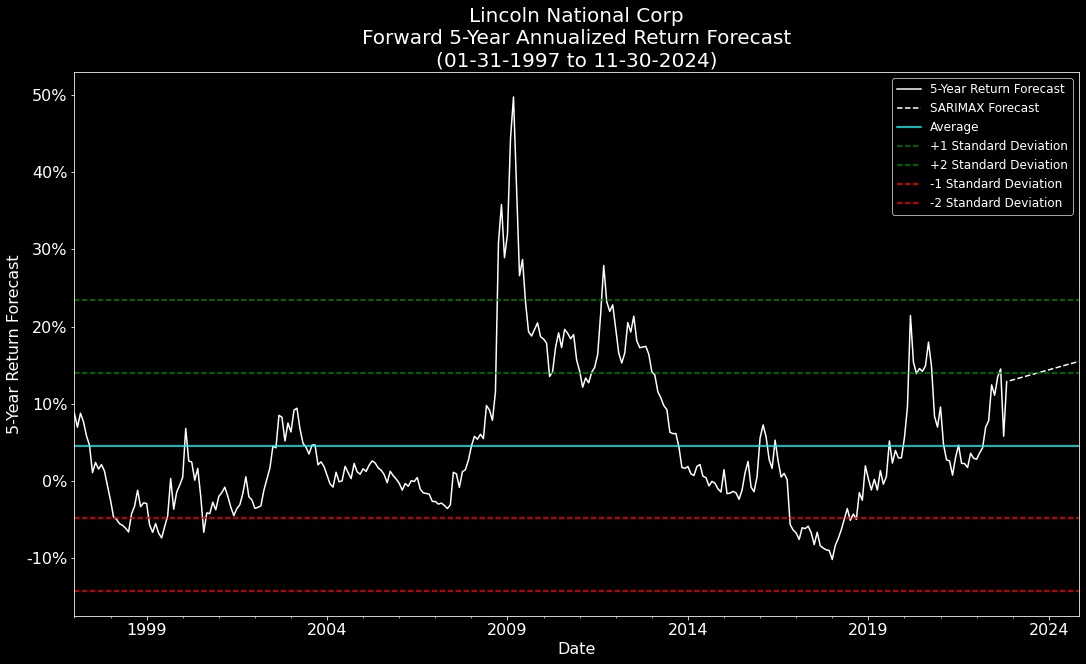 Lincoln National Corp
Forward 5-Year Annualized Return Forecast
(01-31-1997 to 11-30-2024)
5-Year Return Forecast
SARIMAX Forecast
Average
+1 Standard Deviation
+2 Standard Deviation
-1 Standard Deviation
-2 Standard Deviation
50%
40%
30%
20%
10%
0%
-10%
5-Year Return Forecast
1999
2004
2009
2014
2019
2024
Date